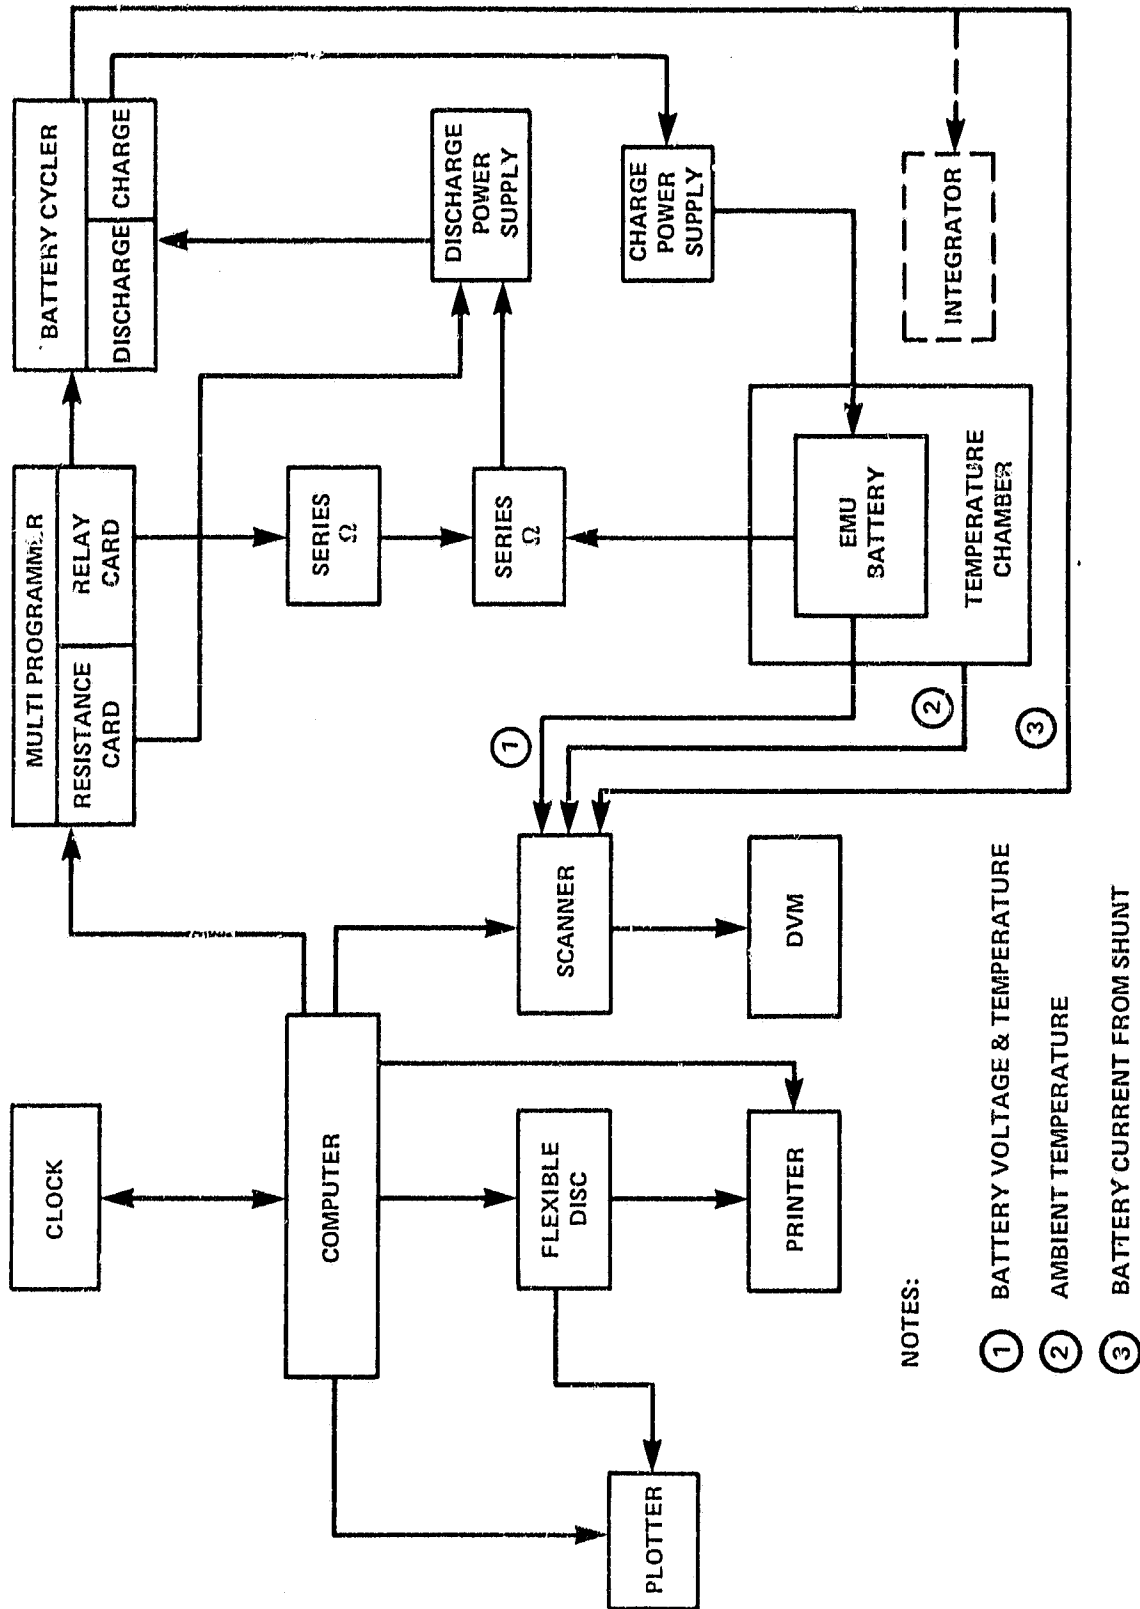 CLOCK
MULTI PROGRAMMER
RESISTANCE
CARD
RELAY
CARD
BATTERY CYCLER
DISCHARGE
CHARGE
COMPUTER
SERIES
Ω
SERIES
Ω
DISCHARGE
POWER
SUPPLY
CHARGE
POWER
SUPPLY
PLOTTER
FLEXIBLE
DISC
SCANNER
1
PRINTER
DVM
EMU
BATTERY
TEMPERATURE
CHAMBER
INTEGRATOR
2
3
NOTES:
1 BATTERY VOLTAGE & TEMPERATURE
2 AMBIENT TEMPERATURE
3 BATTERY CURRENT FROM SHUNT